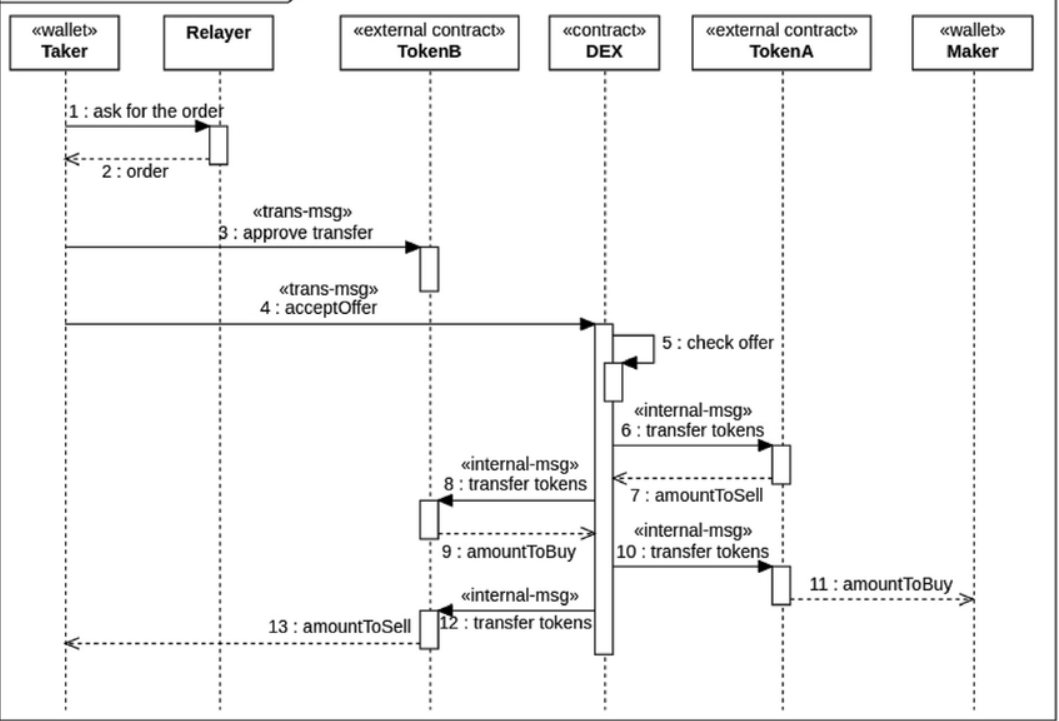 «wallet»
Taker
Relayer
«external contract»
TokenB
«contract»
DEX
«external contract»
TokenA
«wallet»
Maker
1 : ask for the order
2 : order
«trans-msg»
3 : approve transfer
«trans-msg»
4 : acceptOffer
5 : check offer
«internal-msg»
6 : transfer tokens
7 : amountToSell
«internal-msg»
8 : transfer tokens
9 : amountToBuy
«internal-msg»
10 : transfer tokens
11 : amountToBuy
«internal-msg»
12 : transfer tokens
13 : amountToSell